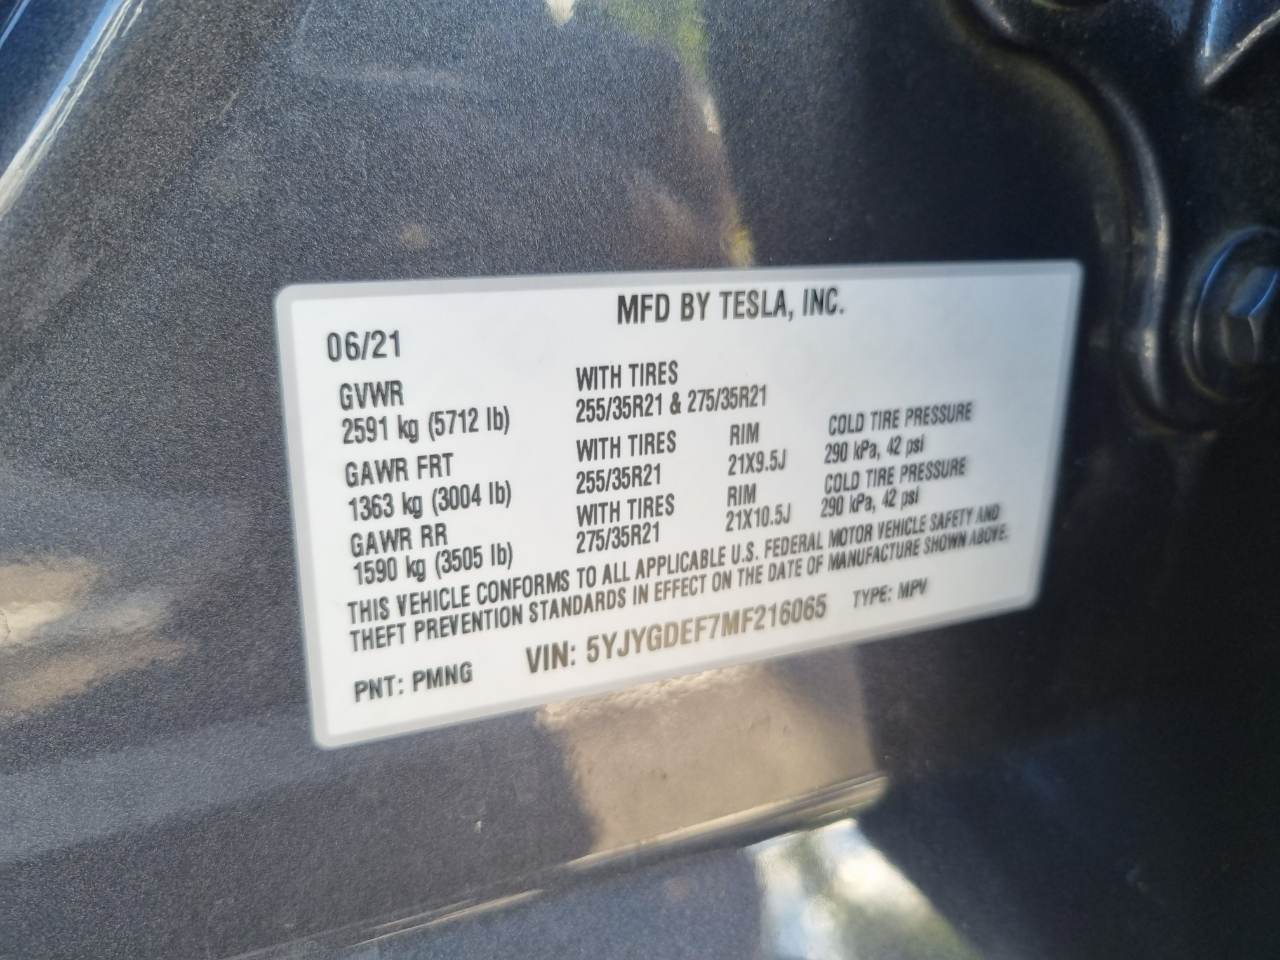 MFD BY TESLA, INC.
06/21
GVWR WITH TIRES
2591 kg (5712 lb) 255/35R21 & 275/35R21
GAWR FRT WITH TIRES RIM COLD TIRE PRESSURE
1363 kg (3004 lb) 255/35R21 21X9.5J 290 kPa, 42 psi
GAWR RR WITH TIRES RIM COLD TIRE PRESSURE
1590 kg (3505 lb) 275/35R21 21X10.5J 290 kPa, 42 psi
THIS VEHICLE CONFORMS TO ALL APPLICABLE U.S. FEDERAL MOTOR VEHICLE SAFETY AND
THEFT PREVENTION STANDARDS IN EFFECT ON THE DATE OF MANUFACTURE SHOWN ABOVE.
PNT: PMNG VIN: 5YJYGDEF7MF216065 TYPE: MPV